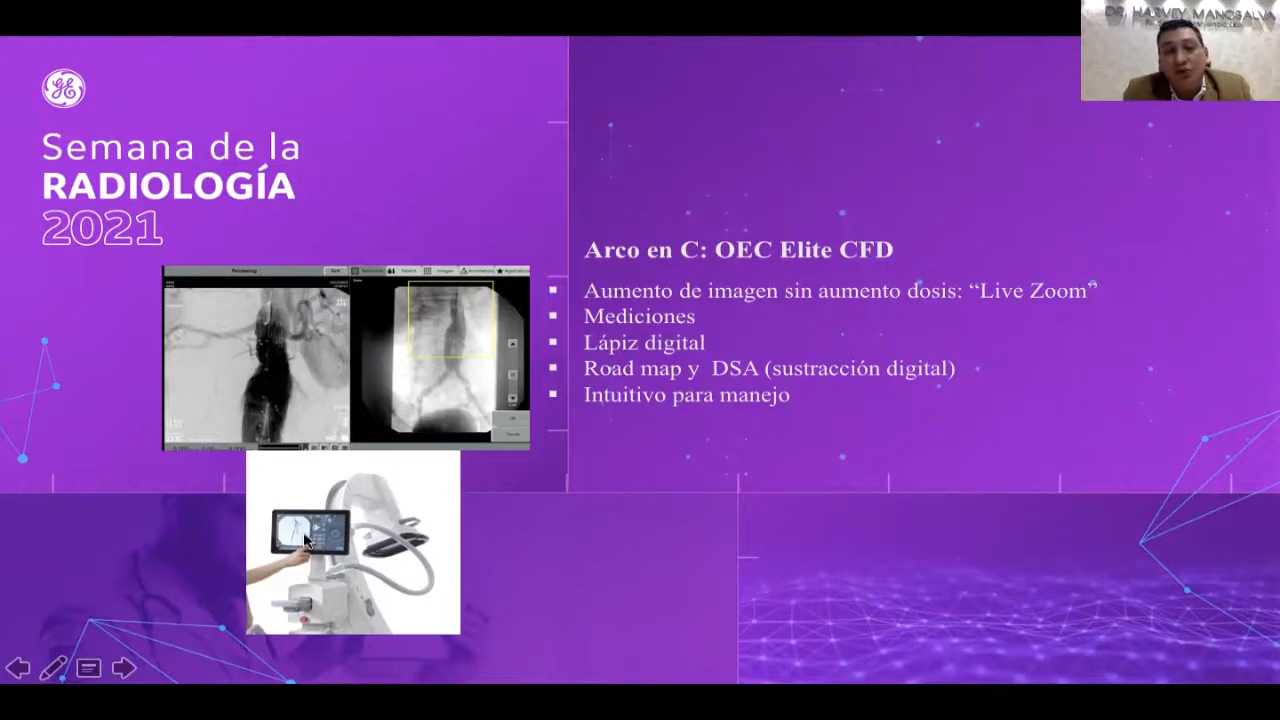 DR. HARVEY MANOSALVA
GE
Semana de la
RADIOLOGÍA
2021
Arco en C: OEC Elite CFD
▪ Aumento de imagen sin aumento dosis: “Live Zoom”
▪ Mediciones
▪ Lápiz digital
▪ Road map y DSA (sustracción digital)
▪ Intuitivo para manejo